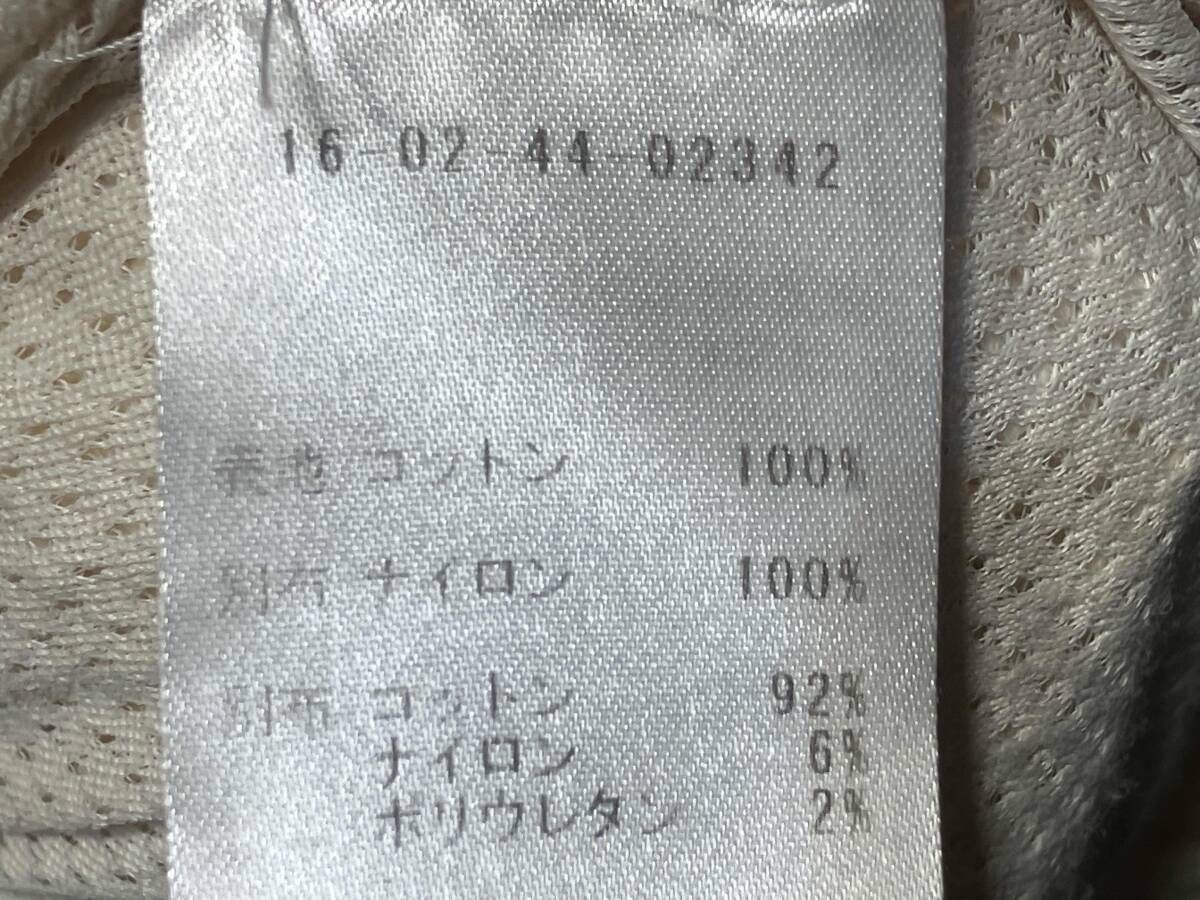 16-02-44-02342
表地 コットン 100%
別布 ナイロン 100%
別布 コットン 92%
ナイロン 6%
ポリウレタン 2%